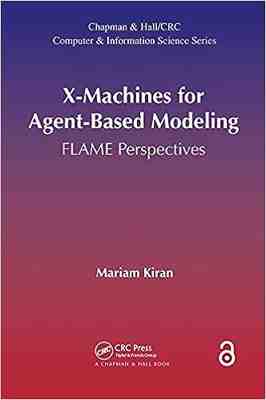 Chapman & Hall/CRC
Computer & Information Science Series
X-Machines for
Agent-Based Modeling
FLAME Perspectives
Mariam Kiran
CRC Press
Taylor & Francis Group
A CHAPMAN & HALL BOOK